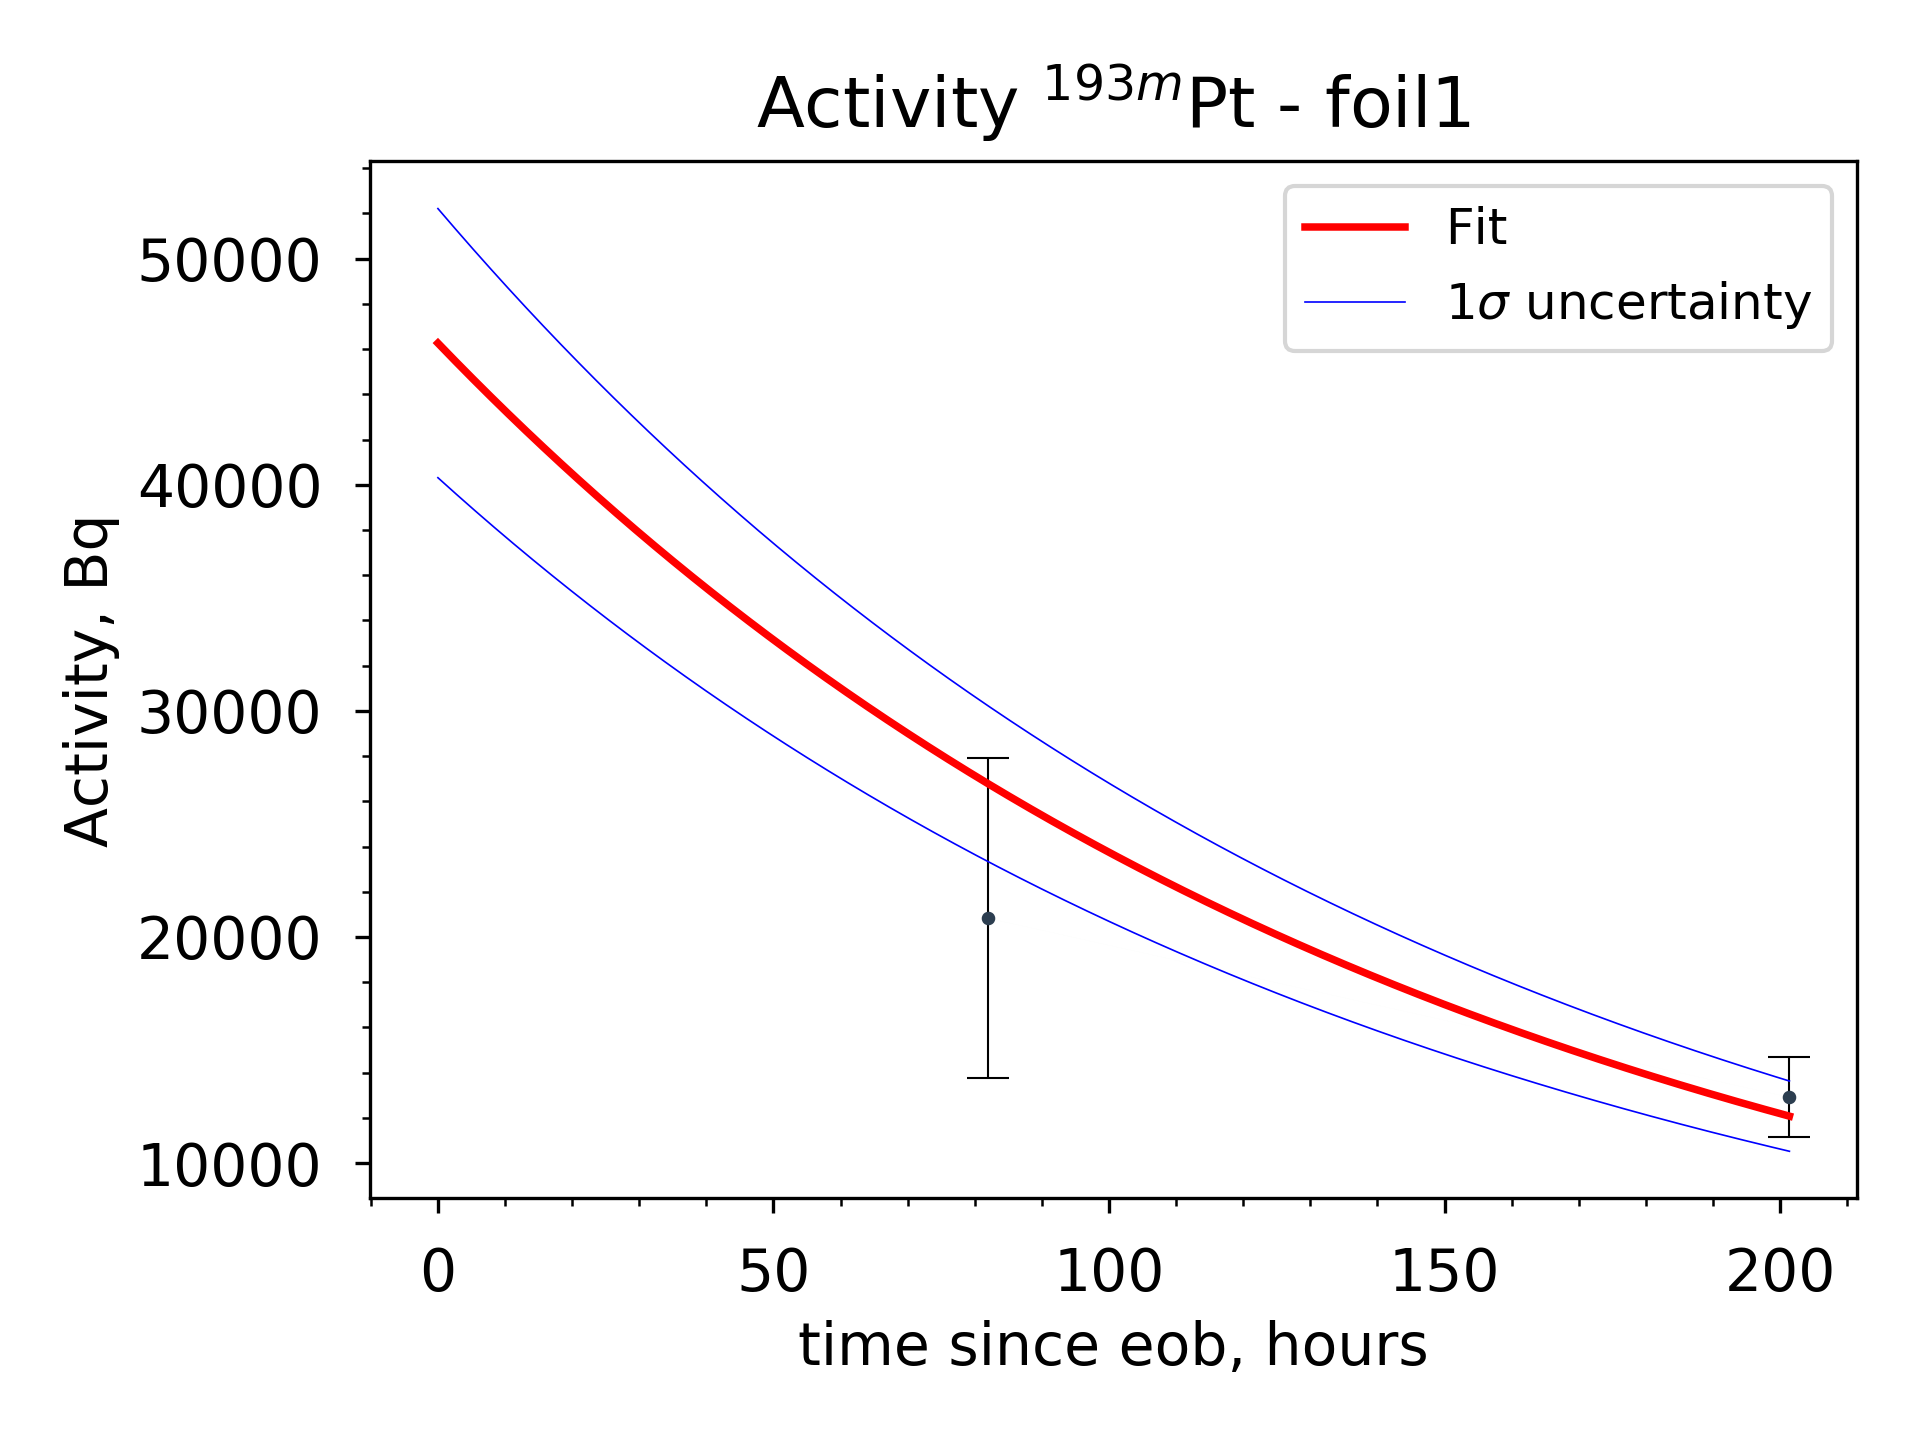 Activity ¹⁹³ᵐPt - foil1
Fit
1σ uncertainty
Activity, Bq
50000
40000
30000
20000
10000
0 50 100 150 200
time since eob, hours